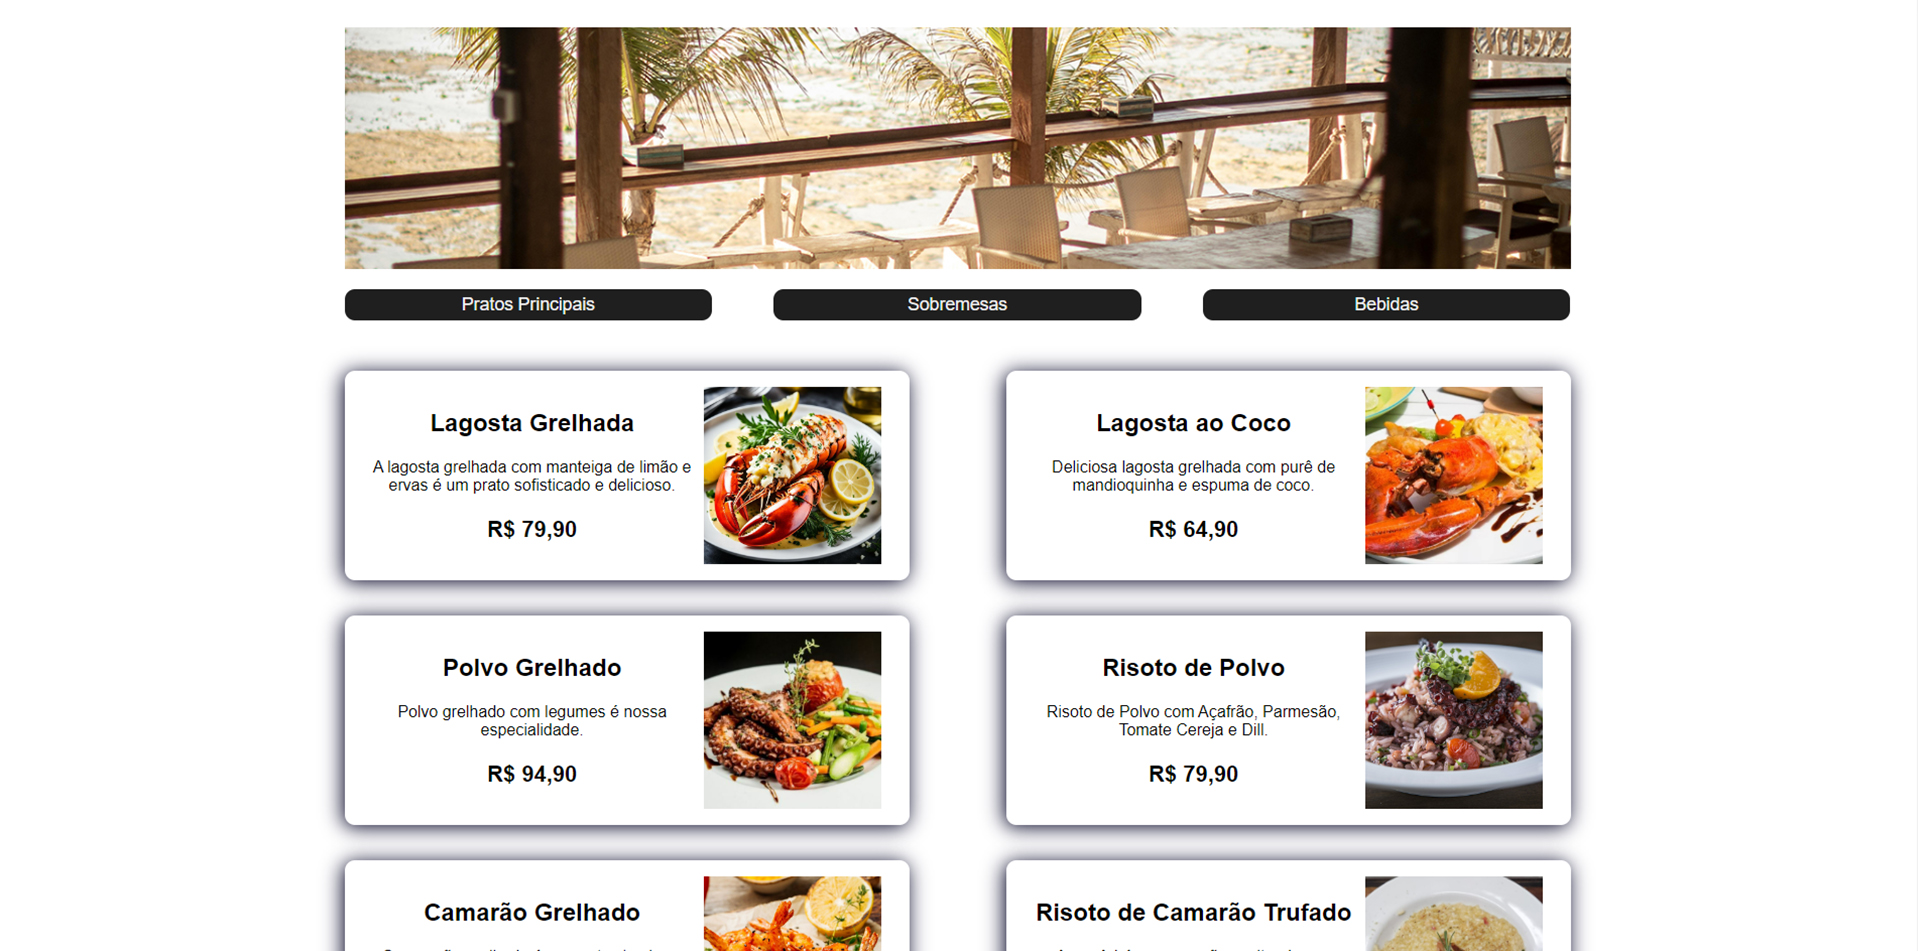 Pratos Principais
Sobremesas
Bebidas
Lagosta Grelhada
A lagosta grelhada com manteiga de limão e
ervas é um prato sofisticado e delicioso.
R$ 79,90
Lagosta ao Coco
Deliciosa lagosta grelhada com purê de
mandioquinha e espuma de coco.
R$ 64,90
Polvo Grelhado
Polvo grelhado com legumes é nossa
especialidade.
R$ 94,90
Risoto de Polvo
Risoto de Polvo com Açafrão, Parmesão,
Tomate Cereja e Dill.
R$ 79,90
Camarão Grelhado
Risoto de Camarão Trufado